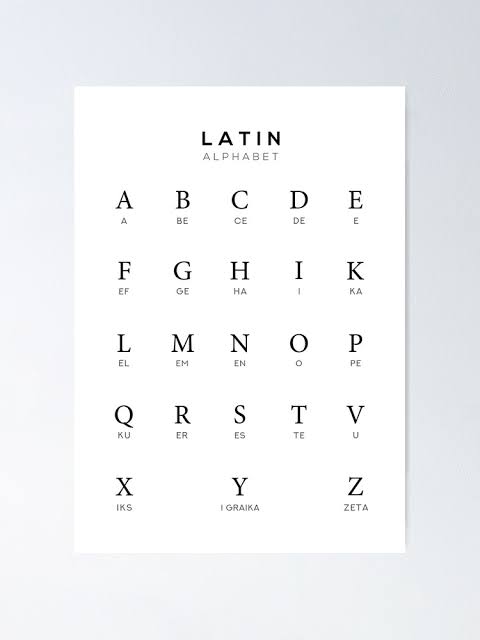 LATIN
ALPHABET
A B C D E
A BE CE DE E
F G H I K
EF GE HA I KA
L M N O P
EL EM EN O PE
Q R S T V
KU ER ES TE U
X Y Z
IKS I GRAIKA ZETA